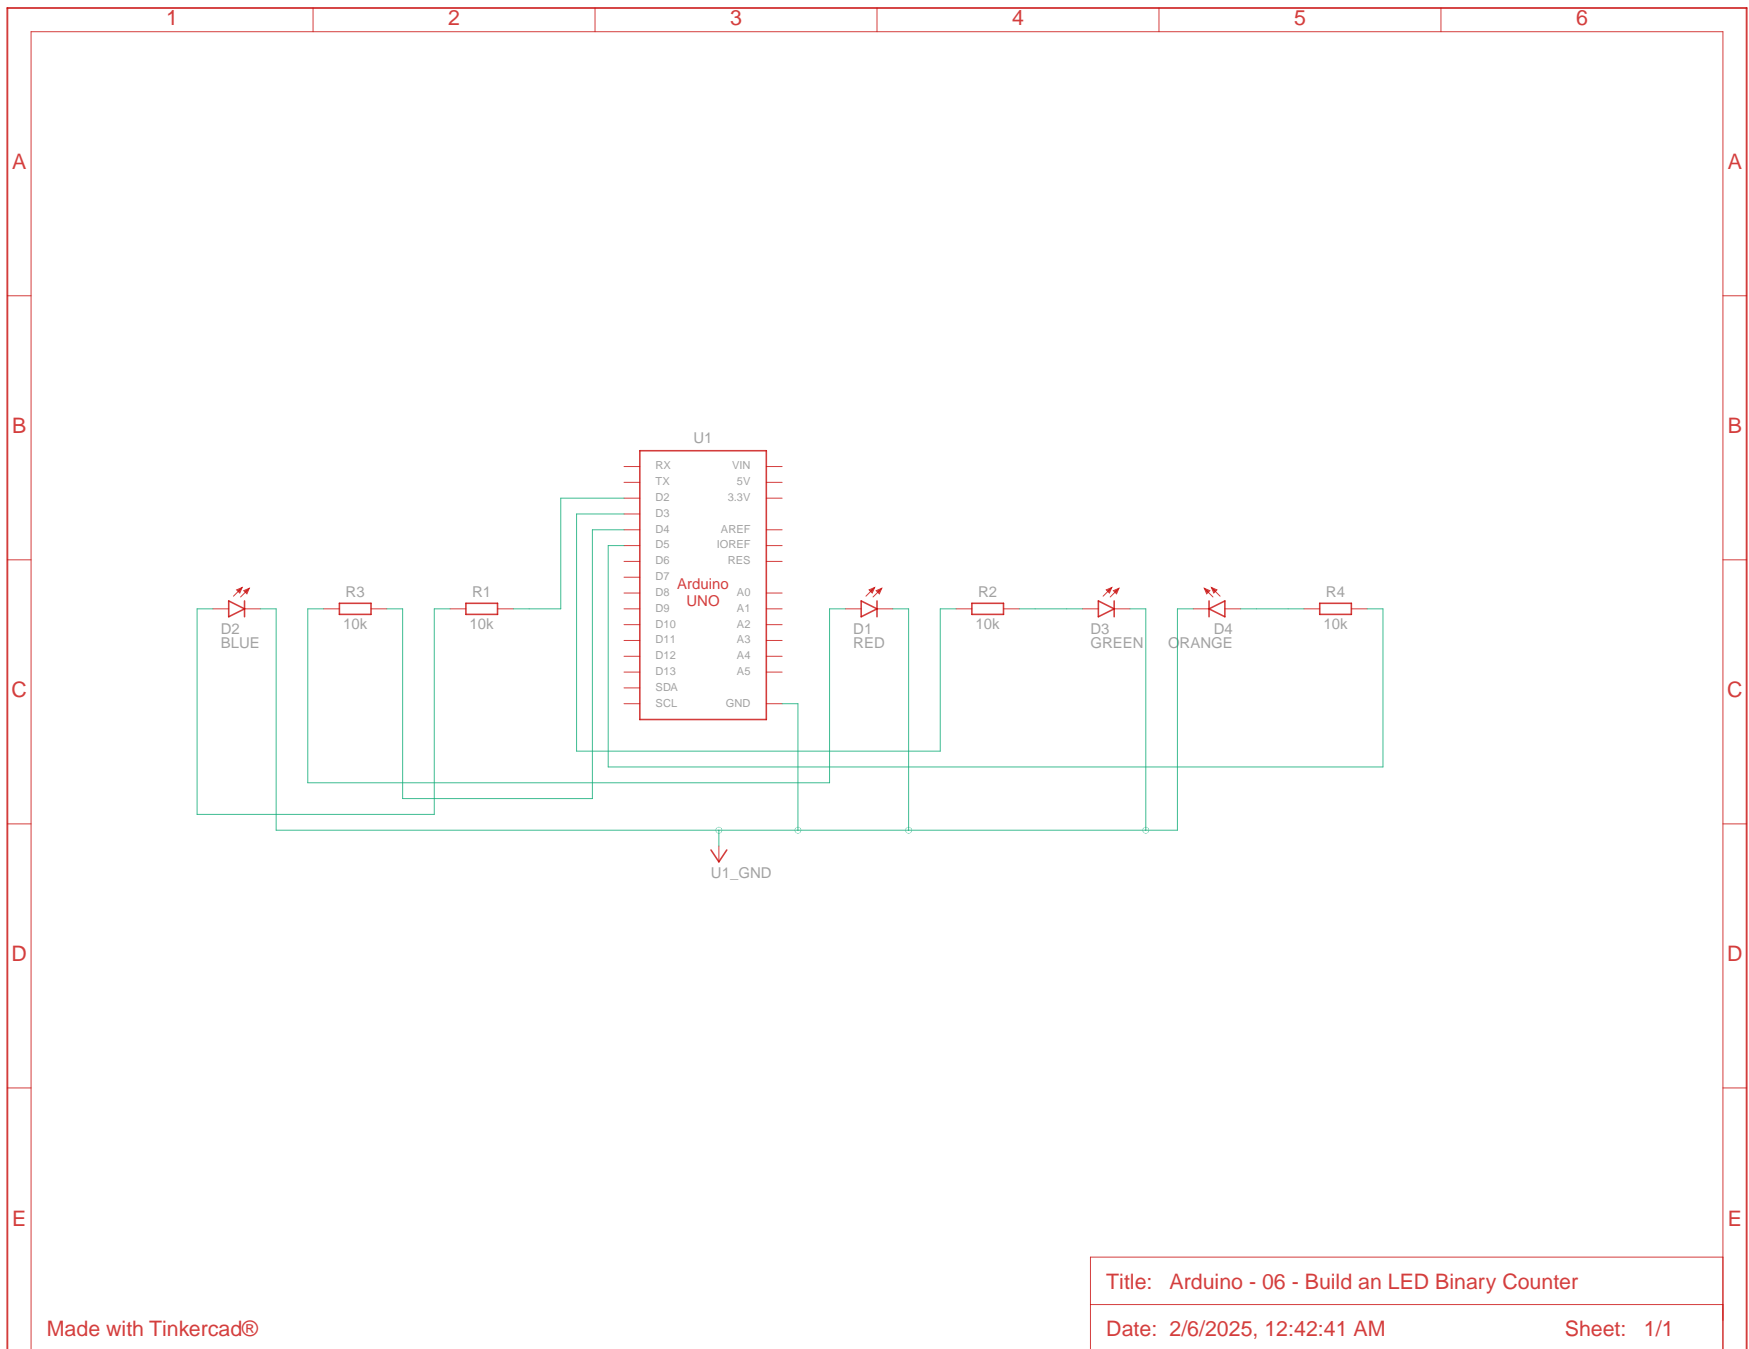 1 2 3 4 5 6
A A
B B
U1
RX VIN
TX 5V
D2 3.3V
D3
D4 AREF
D5 IOREF
D6 RES
D7
Arduino
UNO
D8 A0
D9 A1
D10 A2
D11 A3
D12 A4
D13 A5
SDA
SCL GND
R3
10k
R1
10k
R2
10k
R4
10k
D2
BLUE
D1
RED
D3
GREEN
D4
ORANGE
C C
U1_GND
D D
E E
Title: Arduino - 06 - Build an LED Binary Counter
Made with Tinkercad®
Date: 2/6/2025, 12:42:41 AM Sheet: 1/1